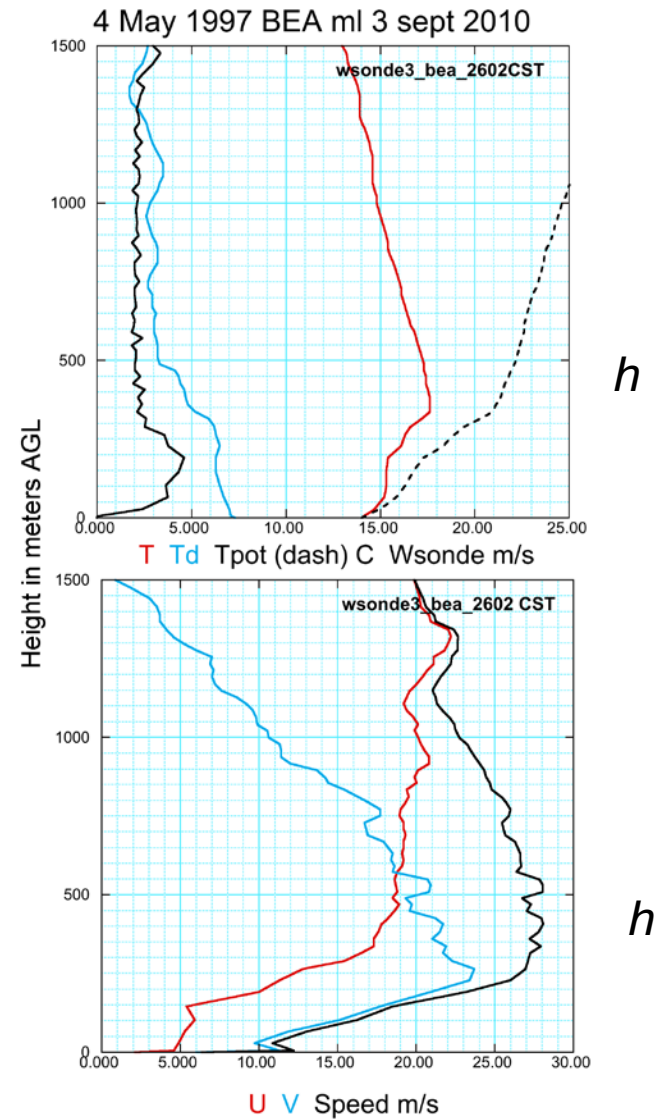 4 May 1997 BEA ml 3 sept 2010
1500
wsonde3_bea_2602CST
1000
500
h
0
0.000 5.000 10.00 15.00 20.00 25.00
T Td Tpot (dash) C Wsonde m/s
Height in meters AGL
1500
wsonde3_bea_2602 CST
1000
500
h
0
0.000 5.000 10.00 15.00 20.00 25.00 30.00
U V Speed m/s